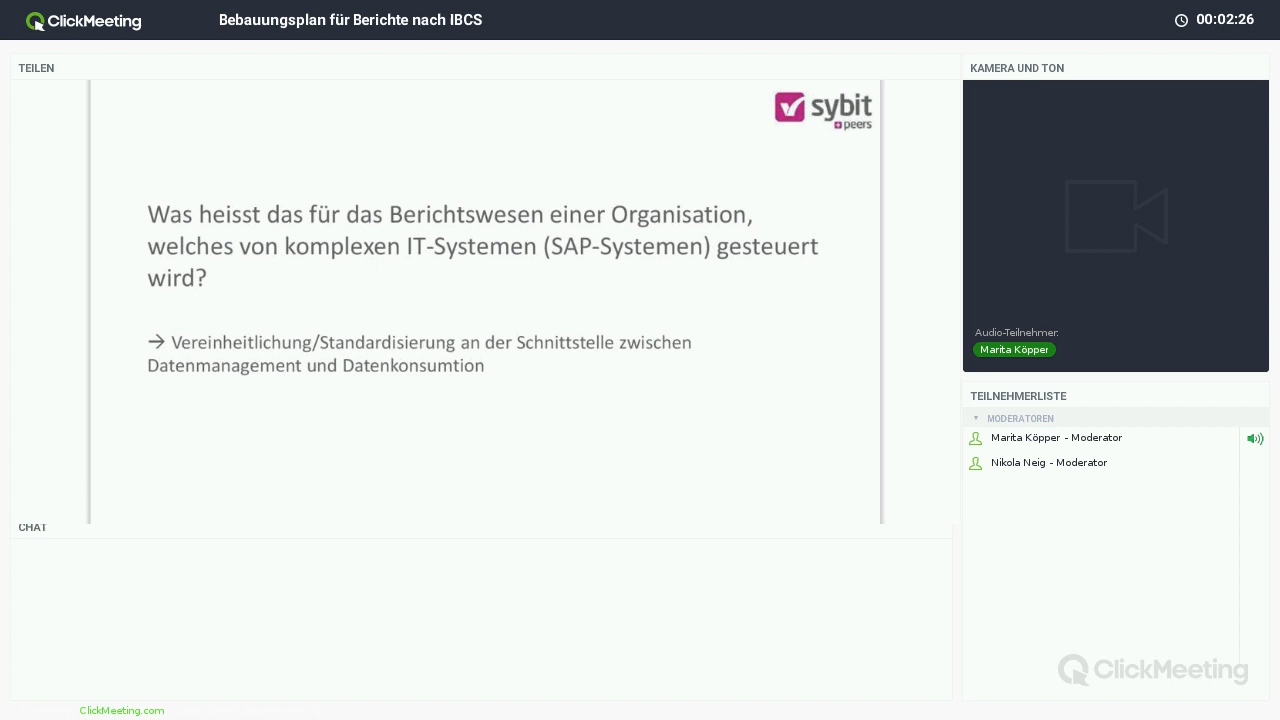 ClickMeeting
Bebauungsplan für Berichte nach IBCS
00:02:26
TEILEN
sybit
peers
Was heisst das für das Berichtswesen einer Organisation,
welches von komplexen IT-Systemen (SAP-Systemen) gesteuert
wird?
→ Vereinheitlichung/Standardisierung an der Schnittstelle zwischen
Datenmanagement und Datenkonsumtion
CHAT
KAMERA UND TON
Audio-Teilnehmer:
Marita Köpper
TEILNEHMERLISTE
MODERATOREN
Marita Köpper - Moderator
Nikola Neig - Moderator
ClickMeeting
ClickMeeting.com